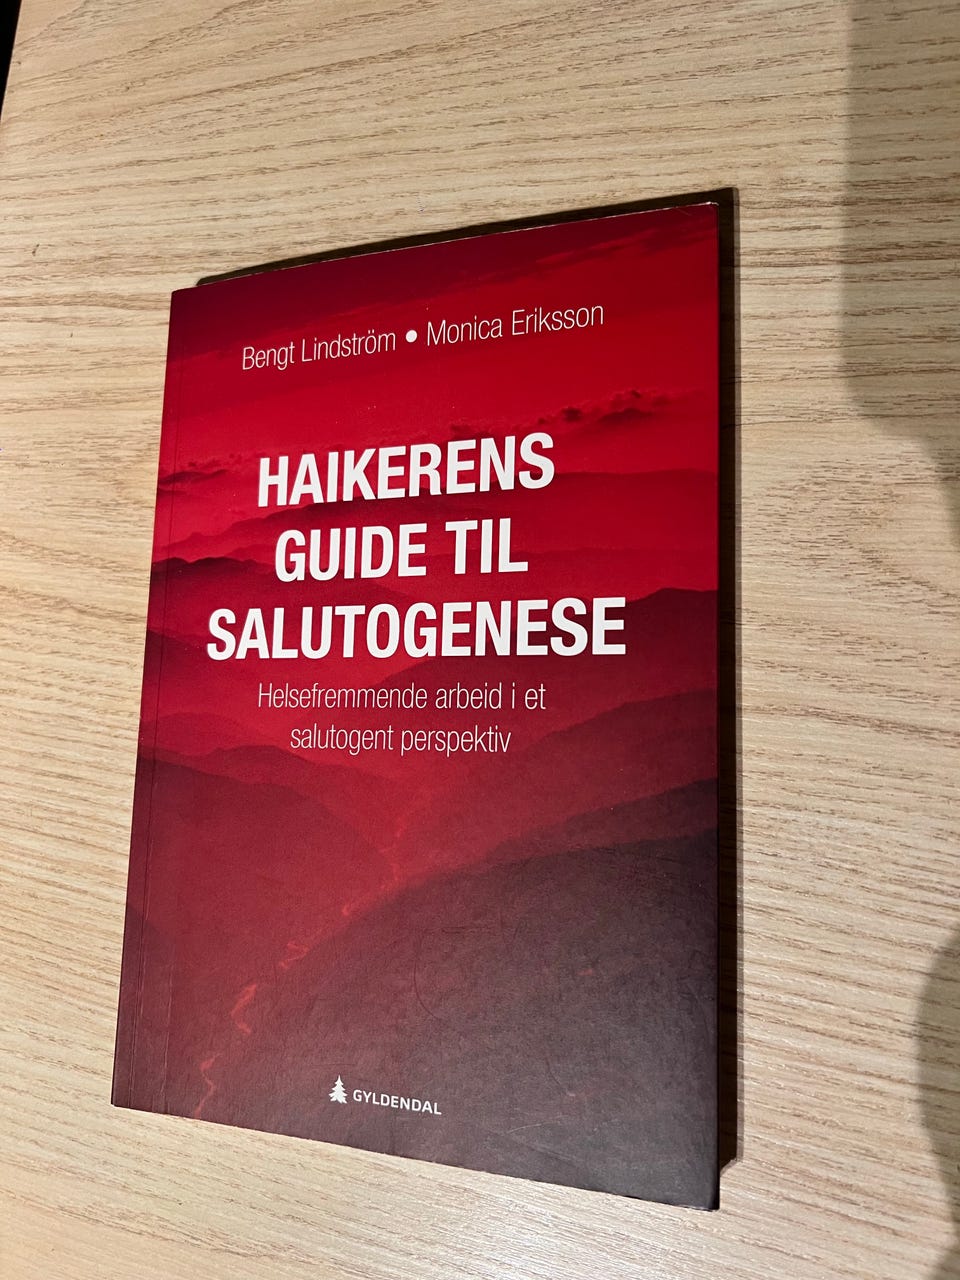 Bengt Lindström • Monica Eriksson
HAIKERENS
GUIDE TIL
SALUTOGENESE
Helsefremmende arbeid i et
salutogent perspektiv
GYLDENDAL